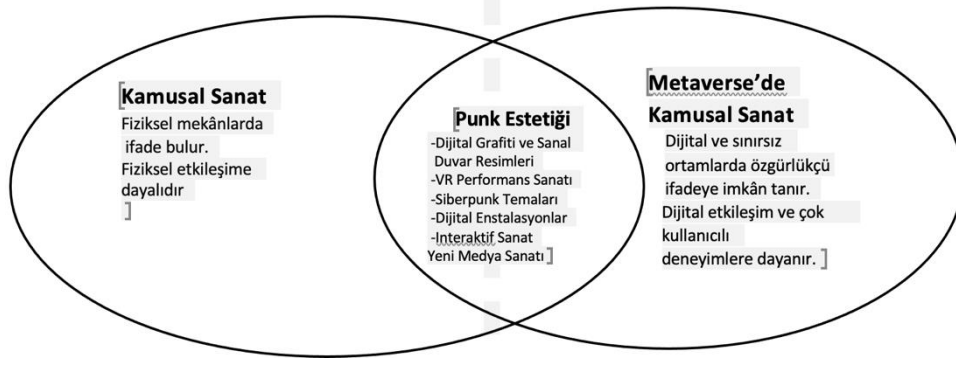 [Kamusal Sanat
Fiziksel mekânlarda
ifade bulur.
Fiziksel etkileşime
dayalıdır
]
[Punk Estetiği
-Dijital Grafiti ve Sanal
Duvar Resimleri
-VR Performans Sanatı
-Siberpunk Temaları
-Dijital Enstalasyonlar
-Interaktif Sanat
Yeni Medya Sanatı ]
[Metaverse’de
Kamusal Sanat
Dijital ve sınırsız
ortamlarda özgürlükçü
ifadeye imkân tanır.
Dijital etkileşim ve çok
kullanıcılı
deneyimlere dayanır. ]